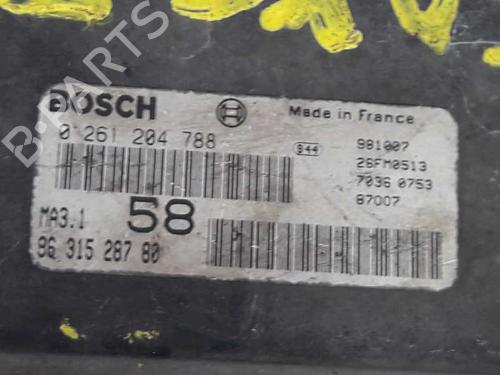 BOSCH
Made in France
0 261 204 788
944
981007
26FM0513
7036 0753
87007
MA3.1
58
96 315 287 80
B-PARTS